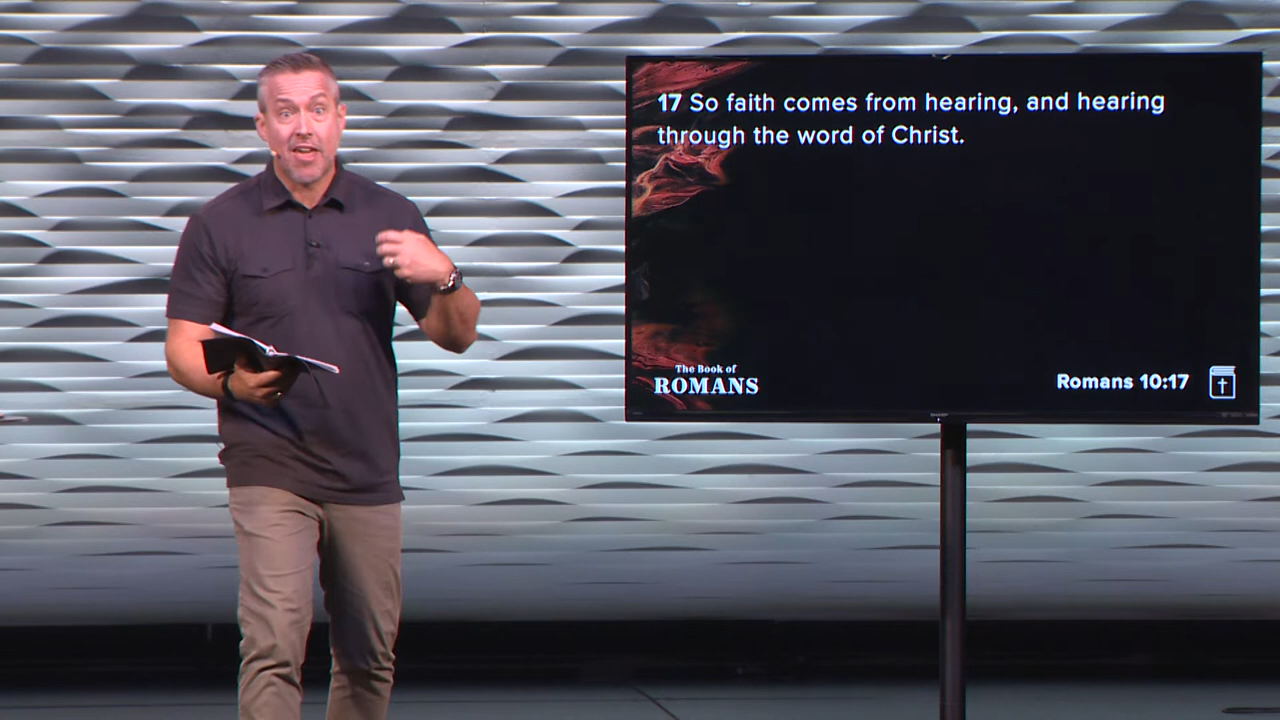 17 So faith comes from hearing, and hearing
through the word of Christ.
The Book of
ROMANS
Romans 10:17